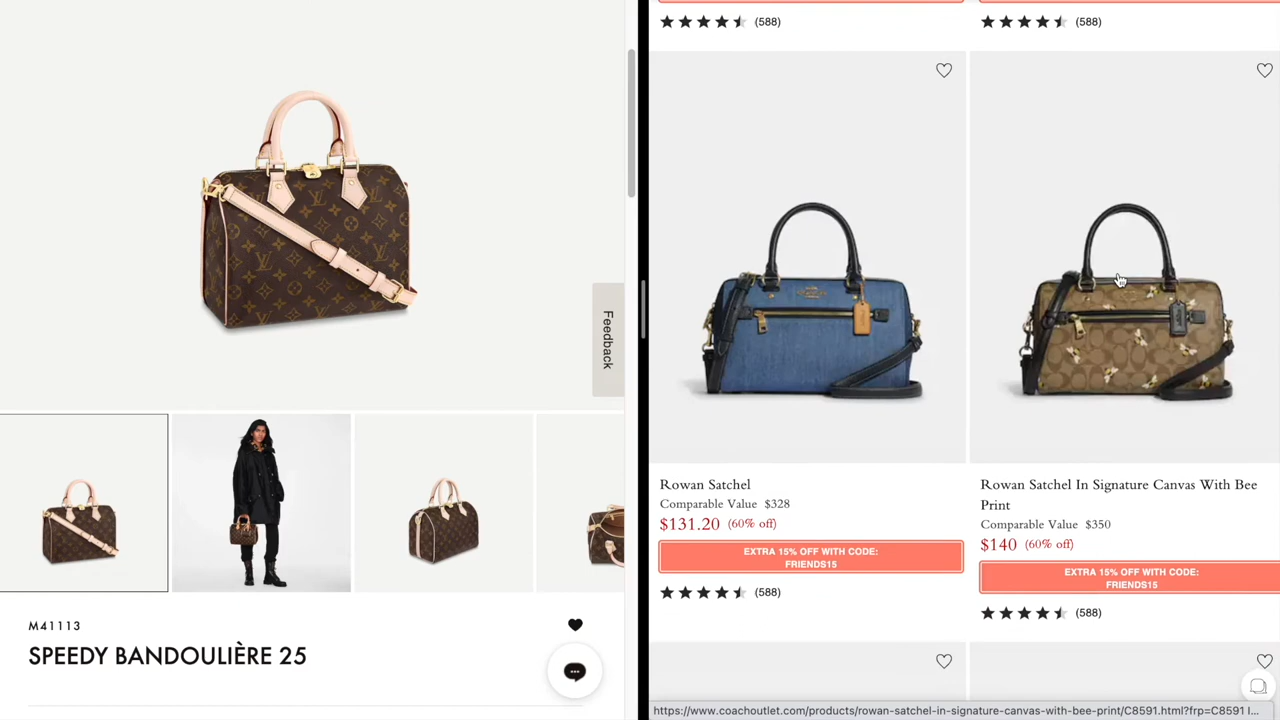 Feedback
M41113
SPEEDY BANDOULIÈRE 25
(588)
(588)
Rowan Satchel
Comparable Value $328
$131.20 (60% off)
EXTRA 15% OFF WITH CODE:
FRIENDS15
(588)
Rowan Satchel In Signature Canvas With Bee
Print
Comparable Value $350
$140 (60% off)
EXTRA 15% OFF WITH CODE:
FRIENDS15
(588)
https://www.coachoutlet.com/products/rowan-satchel-in-signature-canvas-with-bee-print/C8591.html?frp=C8591 I...